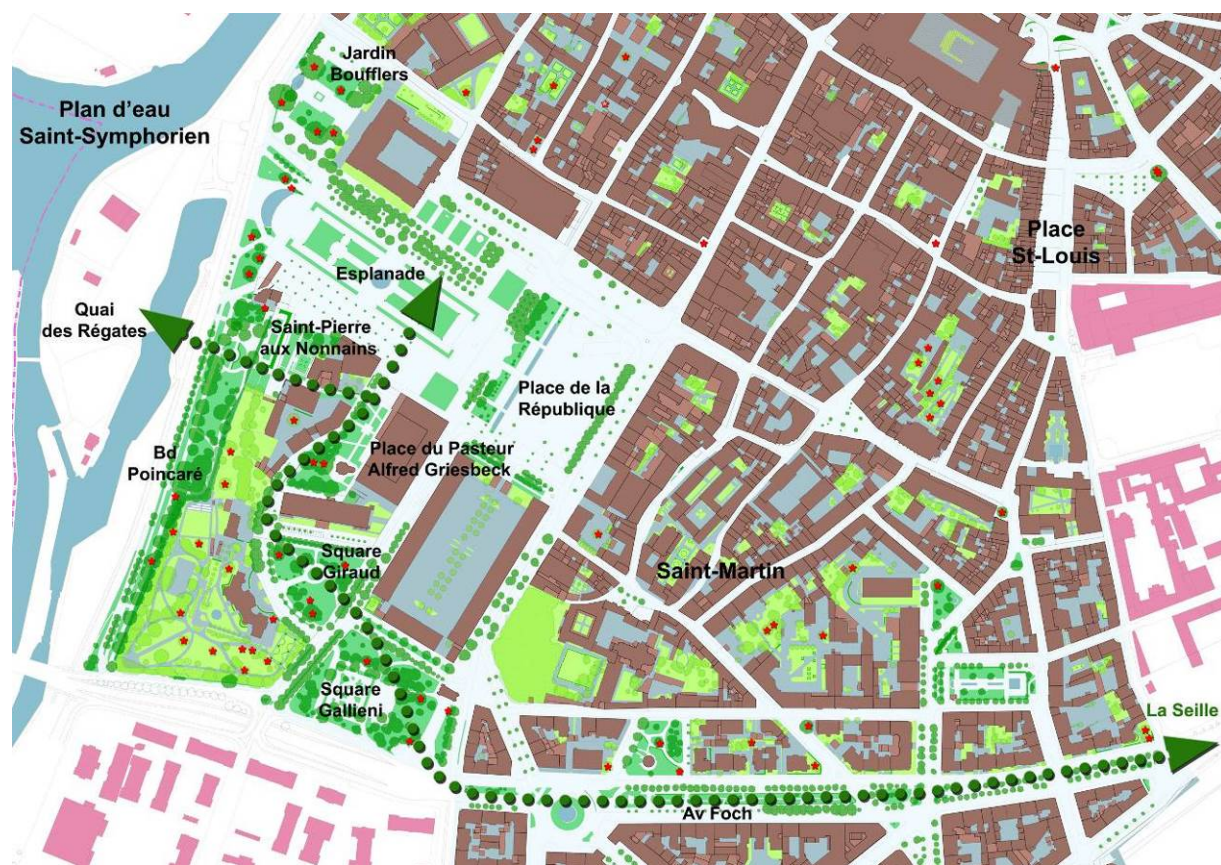 Jardin
Boufflers
Plan d'eau
Saint-Symphorien
Place
St-Louis
Esplanade
Quai
des Régates
Saint-Pierre
aux Nonnains
Place de la
République
Bd
Poincaré
Place du Pasteur
Alfred Griesbeck
Square
Giraud
Saint-Martin
Square
Gallieni
La Seille
Av Foch